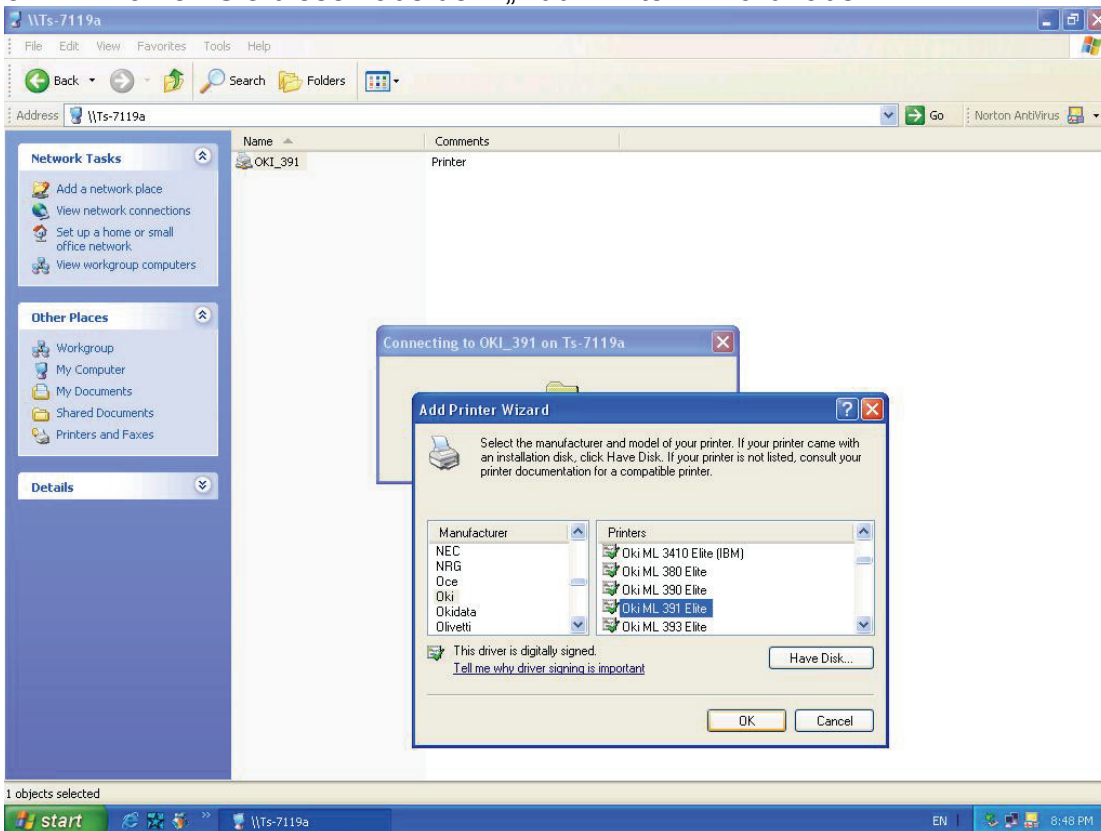 \\Ts-7119a
File Edit View Favorites Tools Help
Back Search Folders
Address \\Ts-7119a Go Norton AntiVirus
Name Comments
OKI_391 Printer
Network Tasks
Add a network place
View network connections
Set up a home or small
office network
View workgroup computers
Other Places
Workgroup
My Computer
My Documents
Shared Documents
Printers and Faxes
Details
Connecting to OKI_391 on Ts-7119a
Add Printer Wizard
Select the manufacturer and model of your printer. If your printer came with
an installation disk, click Have Disk. If your printer is not listed, consult your
printer documentation for a compatible printer.
Manufacturer
NEC
NRG
Oce
Oki
Okidata
Olivetti
Printers
Oki ML 3410 Elite (IBM)
Oki ML 380 Elite
Oki ML 390 Elite
Oki ML 391 Elite
Oki ML 393 Elite
This driver is digitally signed.
Tell me why driver signing is important
Have Disk...
OK Cancel
1 objects selected
start \\Ts-7119a EN 8:48 PM